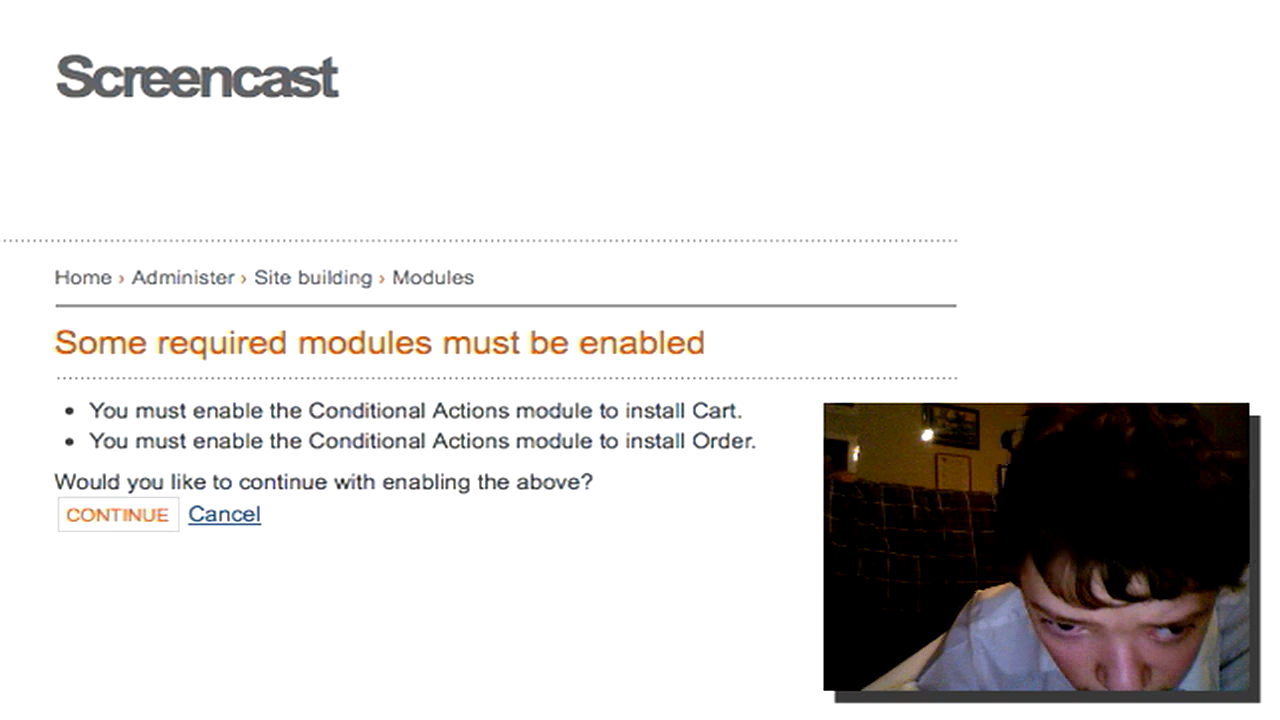 Screencast
Home › Administer › Site building › Modules
Some required modules must be enabled
• You must enable the Conditional Actions module to install Cart.
• You must enable the Conditional Actions module to install Order.
Would you like to continue with enabling the above?
CONTINUE Cancel